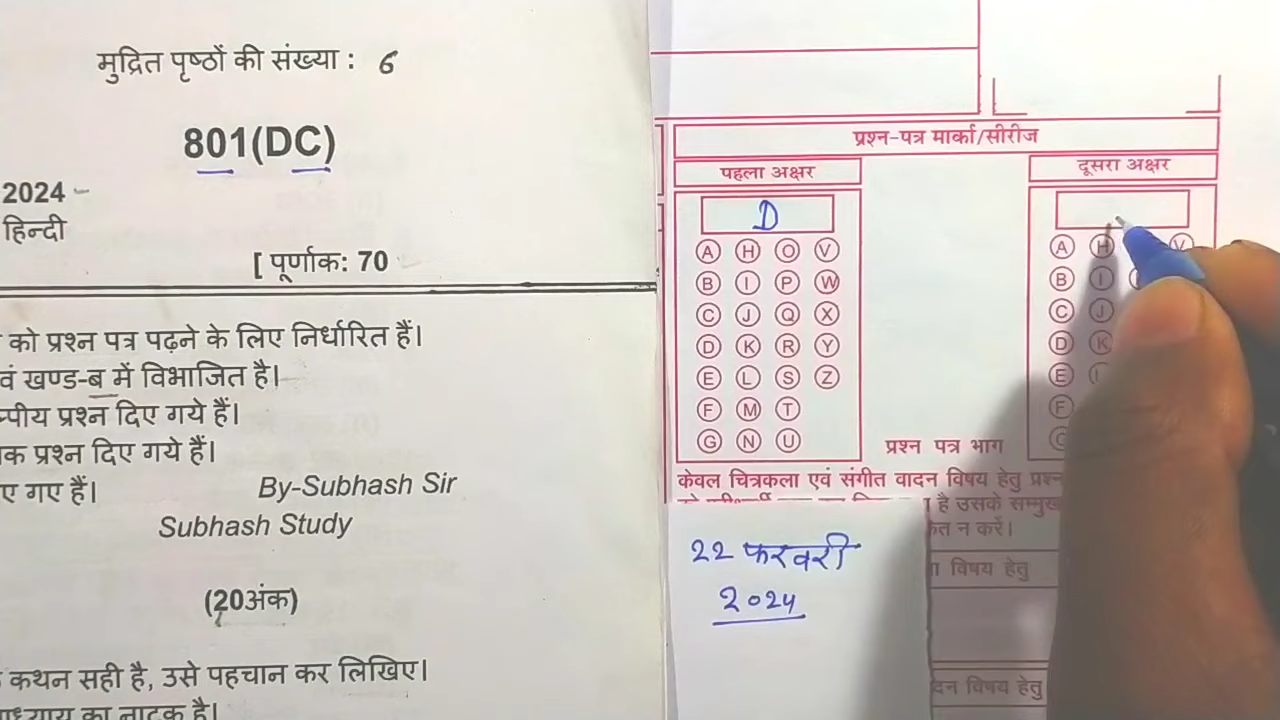 मुद्रित पृष्ठों की संख्या : 6
801(DC)
2024
हिन्दी
[ पूर्णाक: 70
को प्रश्न पत्र पढ़ने के लिए निर्धारित हैं।
वं खण्ड-ब में विभाजित है।
प्रश्न दिए गये हैं।
क प्रश्न दिए गये हैं।
ए गए हैं।
By-Subhash Sir
Subhash Study
(20अंक)
कथन सही है, उसे पहचान कर लिखिए।
का नाटक है।
प्रश्न-पत्र मार्का/सीरीज
पहला अक्षर
दूसरा अक्षर
D
A H O V
B I P W
C J Q X
D K R Y
E L S Z
F M T
G N U
A H V
B I
C J
D K
E
F
प्रश्न पत्र भाग
केवल चित्रकला एवं संगीत वादन विषय हेतु
है उसके सम्मुख
न करें।
विषय हेतु
विषय हेतु
22 फरवरी
2024